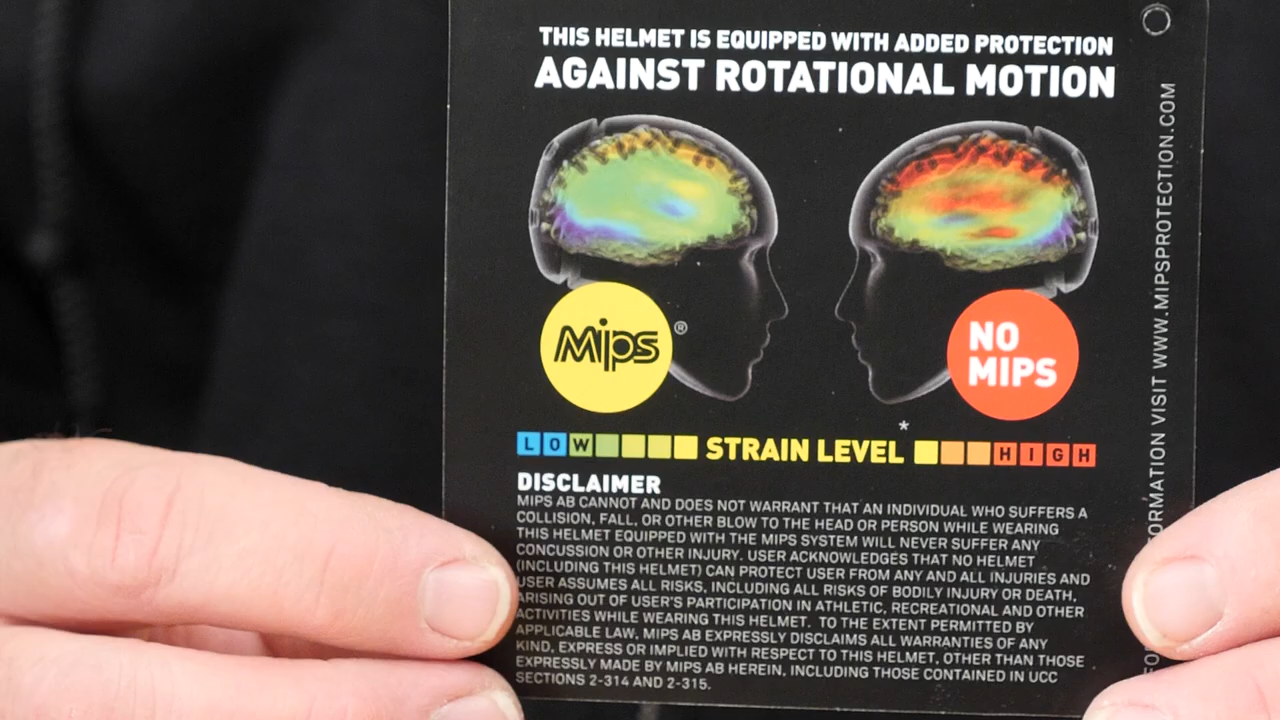 THIS HELMET IS EQUIPPED WITH ADDED PROTECTION
AGAINST ROTATIONAL MOTION
Mips
®
NO
MIPS
*
LOW STRAIN LEVEL HIGH
DISCLAIMER
MIPS AB CANNOT AND DOES NOT WARRANT THAT AN INDIVIDUAL WHO SUFFERS A
COLLISION, FALL, OR OTHER BLOW TO THE HEAD OR PERSON WHILE WEARING
THIS HELMET EQUIPPED WITH THE MIPS SYSTEM WILL NEVER SUFFER ANY
CONCUSSION OR OTHER INJURY. USER ACKNOWLEDGES THAT NO HELMET
(INCLUDING THIS HELMET) CAN PROTECT USER FROM ANY AND ALL INJURIES AND
USER ASSUMES ALL RISKS, INCLUDING ALL RISKS OF BODILY INJURY OR DEATH,
ARISING OUT OF USER'S PARTICIPATION IN ATHLETIC, RECREATIONAL AND OTHER
ACTIVITIES WHILE WEARING THIS HELMET. TO THE EXTENT PERMITTED BY
APPLICABLE LAW, MIPS AB EXPRESSLY DISCLAIMS ALL WARRANTIES OF ANY
KIND, EXPRESS OR IMPLIED WITH RESPECT TO THIS HELMET, OTHER THAN THOSE
EXPRESSLY MADE BY MIPS AB HEREIN, INCLUDING THOSE CONTAINED IN UCC
SECTIONS 2-314 AND 2-315.
VISIT WWW.MIPSPROTECTION.COM